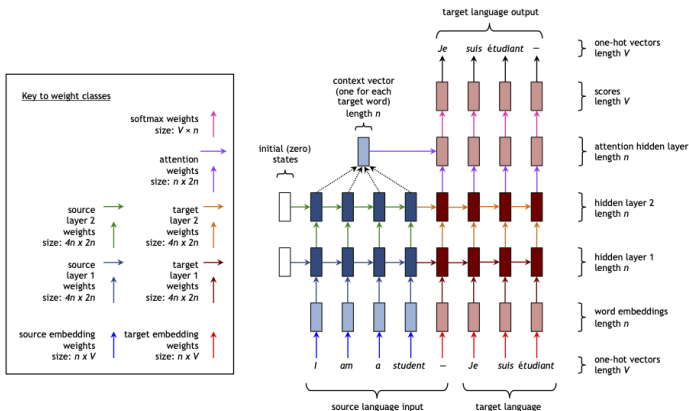 target language output
Je suis étudiant —
one-hot vectors
length V
Key to weight classes
softmax weights
size: V × n
attention
weights
size: n x 2n
source
layer 2
weights
size: 4n x 2n
target
layer 2
weights
size: 4n x 2n
source
layer 1
weights
size: 4n x 2n
target
layer 1
weights
size: 4n x 2n
source embedding
weights
size: n x V
target embedding
weights
size: n x V
context vector
(one for each
target word)
length n
initial (zero)
states
scores
length V
attention hidden layer
length n
hidden layer 2
length n
hidden layer 1
length n
word embeddings
length n
I am a student — Je suis étudiant
one-hot vectors
length V
source language input
target language